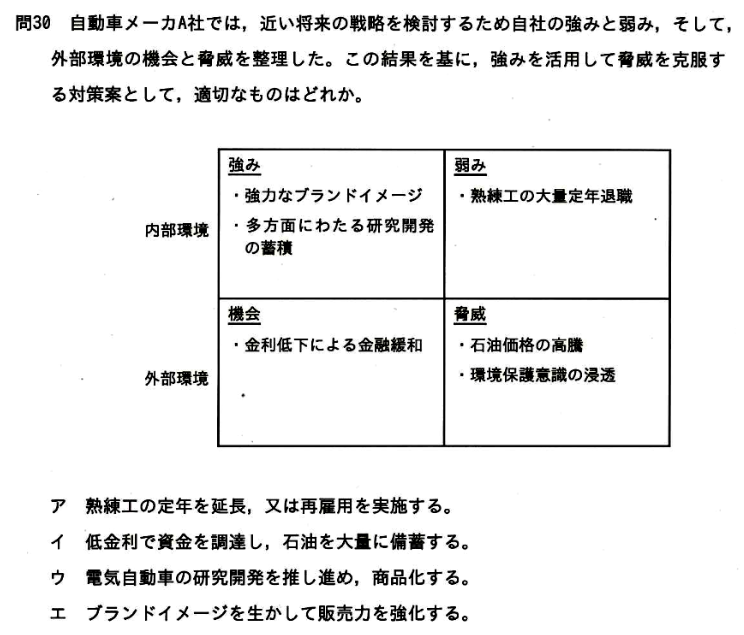 問30 自動車メーカA社では，近い将来の戦略を検討するため自社の強みと弱み，そして，
外部環境の機会と脅威を整理した。この結果を基に，強みを活用して脅威を克服す
る対策案として，適切なものはどれか。
強み
・強力なブランドイメージ
・多方面にわたる研究開発
の蓄積
弱み
・熟練工の大量定年退職
内部環境
機会
・金利低下による金融緩和
脅威
・石油価格の高騰
・環境保護意識の浸透
外部環境
ア 熟練工の定年を延長，又は再雇用を実施する。
イ 低金利で資金を調達し，石油を大量に備蓄する。
ウ 電気自動車の研究開発を推し進め，商品化する。
エ ブランドイメージを生かして販売力を強化する。